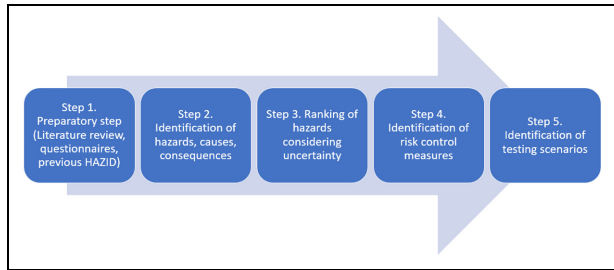 Step 1.
Preparatory step
(Literature review,
questionnaires,
previous HAZID)
Step 2.
Identification of
hazards, causes,
consequences
Step 3. Ranking of
hazards
considering
uncertainty
Step 4.
Identification of
risk control
measures
Step 5.
Identification of
testing scenarios